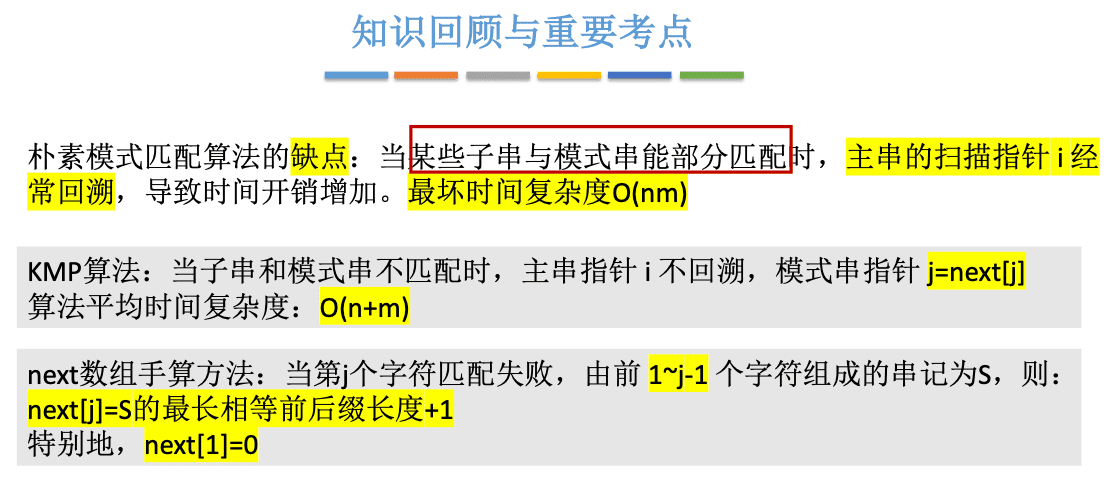 知识回顾与重要考点
朴素模式匹配算法的缺点：当某些子串与模式串能部分匹配时，主串的扫描指针 i 经
常回溯，导致时间开销增加。最坏时间复杂度O(nm)
KMP算法：当子串和模式串不匹配时，主串指针 i 不回溯，模式串指针 j=next[j]
算法平均时间复杂度：O(n+m)
next数组手算方法：当第j个字符匹配失败，由前 1~j-1 个字符组成的串记为S，则：
next[j]=S的最长相等前后缀长度+1
特别地，next[1]=0